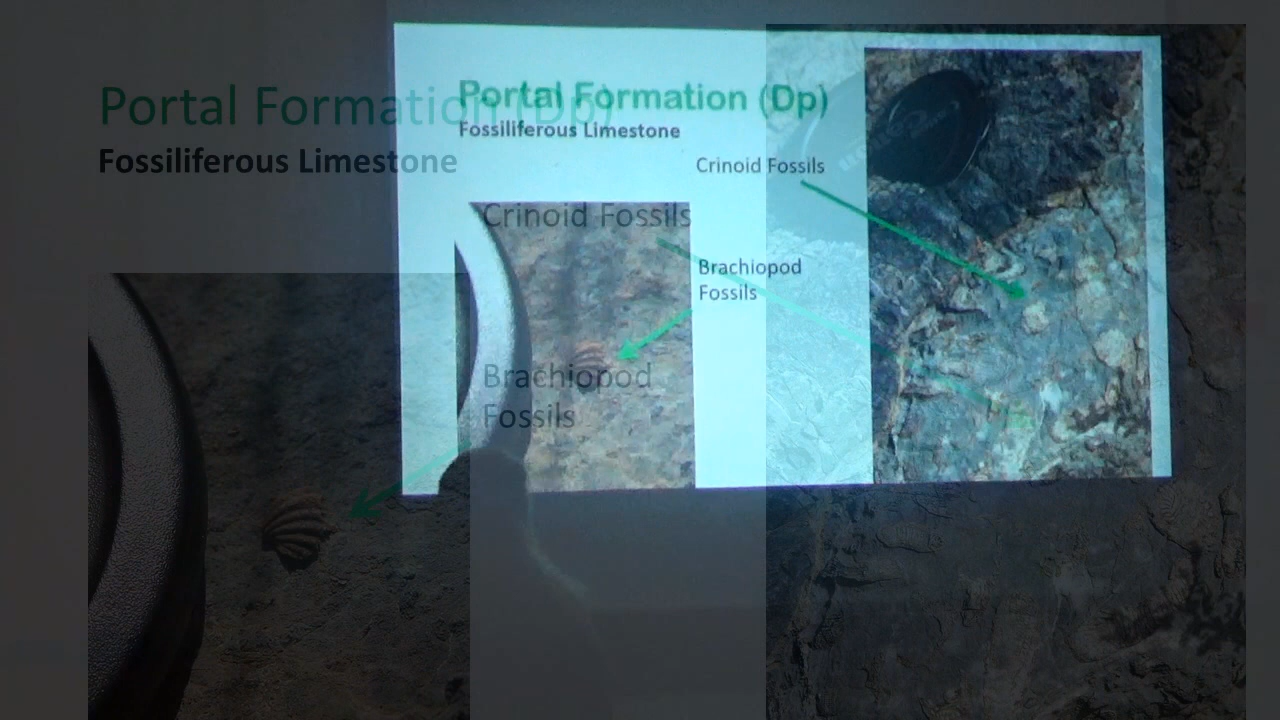 Portal Formation (Dp)
Fossiliferous Limestone
Crinoid Fossils
Brachiopod
Fossils
Portal Formation (Dp)
Fossiliferous Limestone
Crinoid Fossils
Brachiopod
Fossils